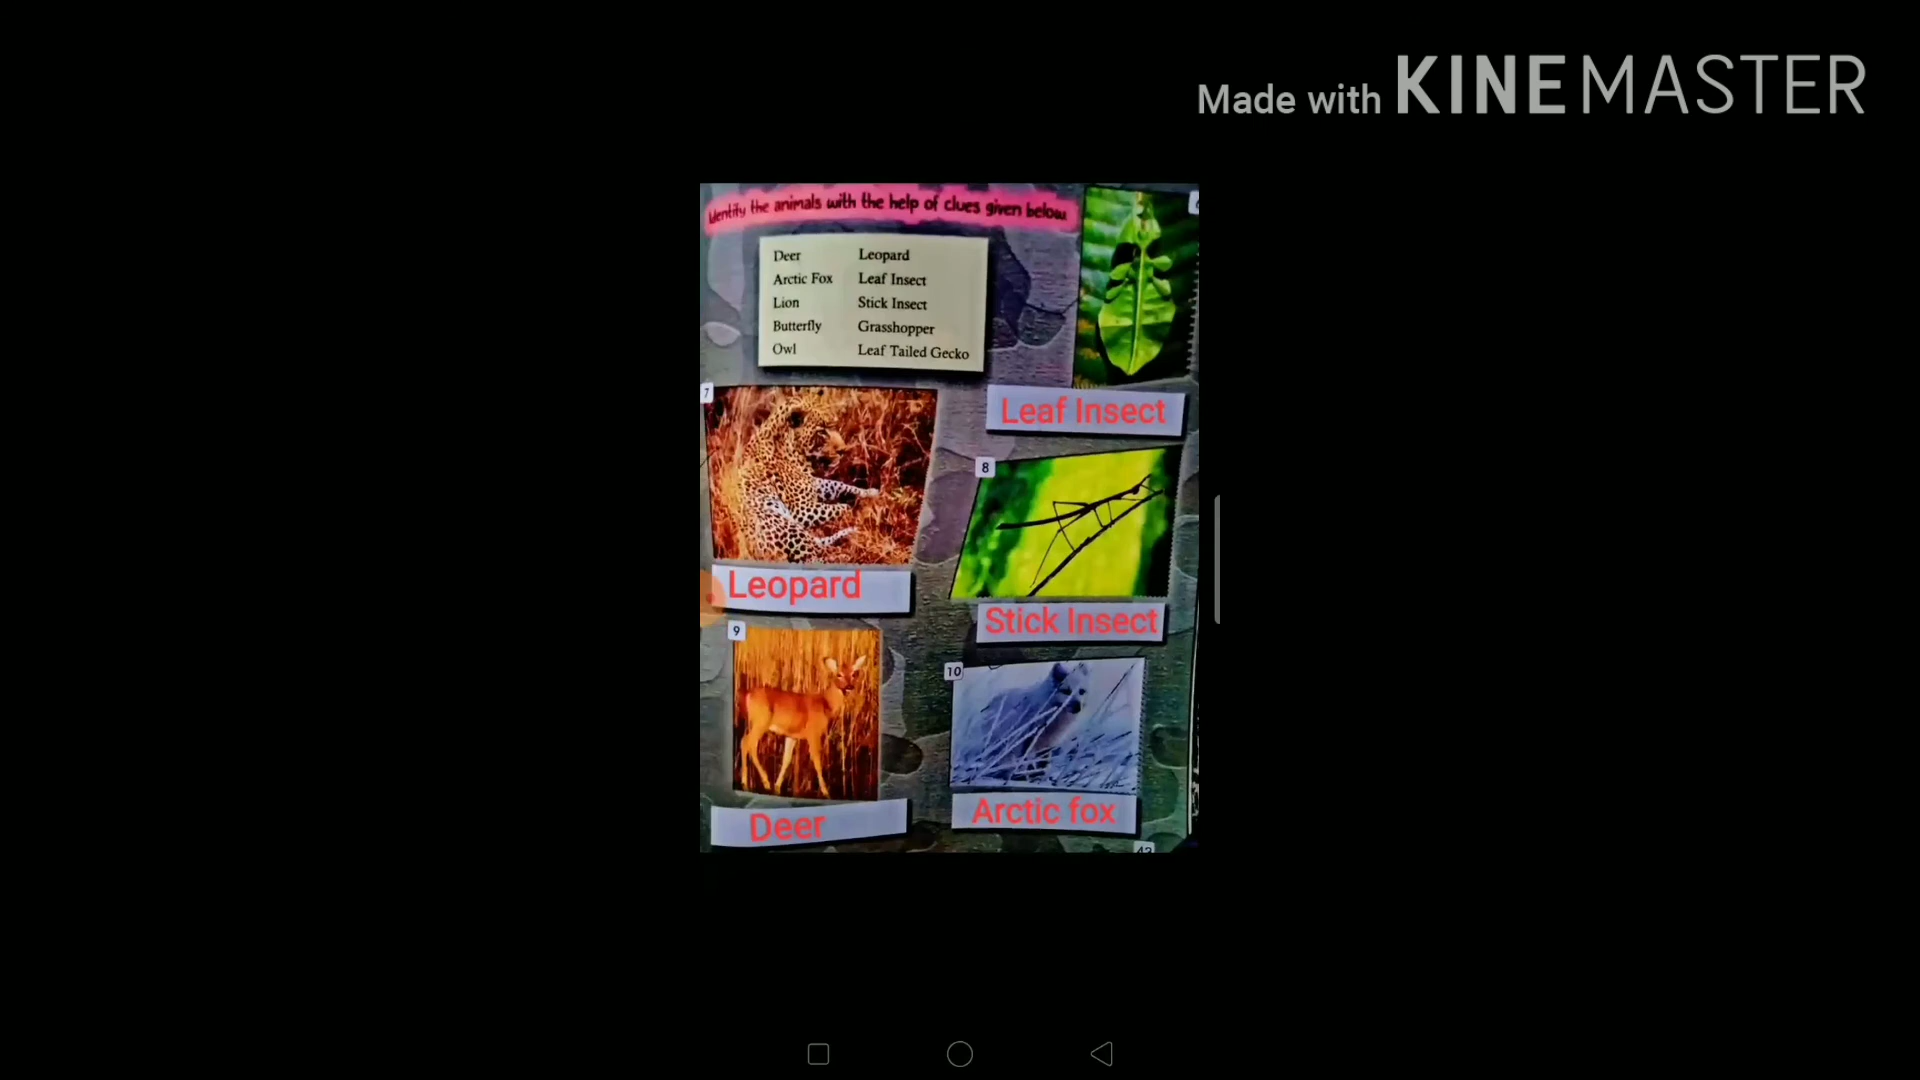 Made with KINEMASTER
Identify the animals with the help of clues given below
Deer Leopard
Arctic Fox Leaf Insect
Lion Stick Insect
Butterfly Grasshopper
Owl Leaf Tailed Gecko
Leaf Insect
7
8
Leopard
Stick Insect
9
10
Deer
Arctic fox